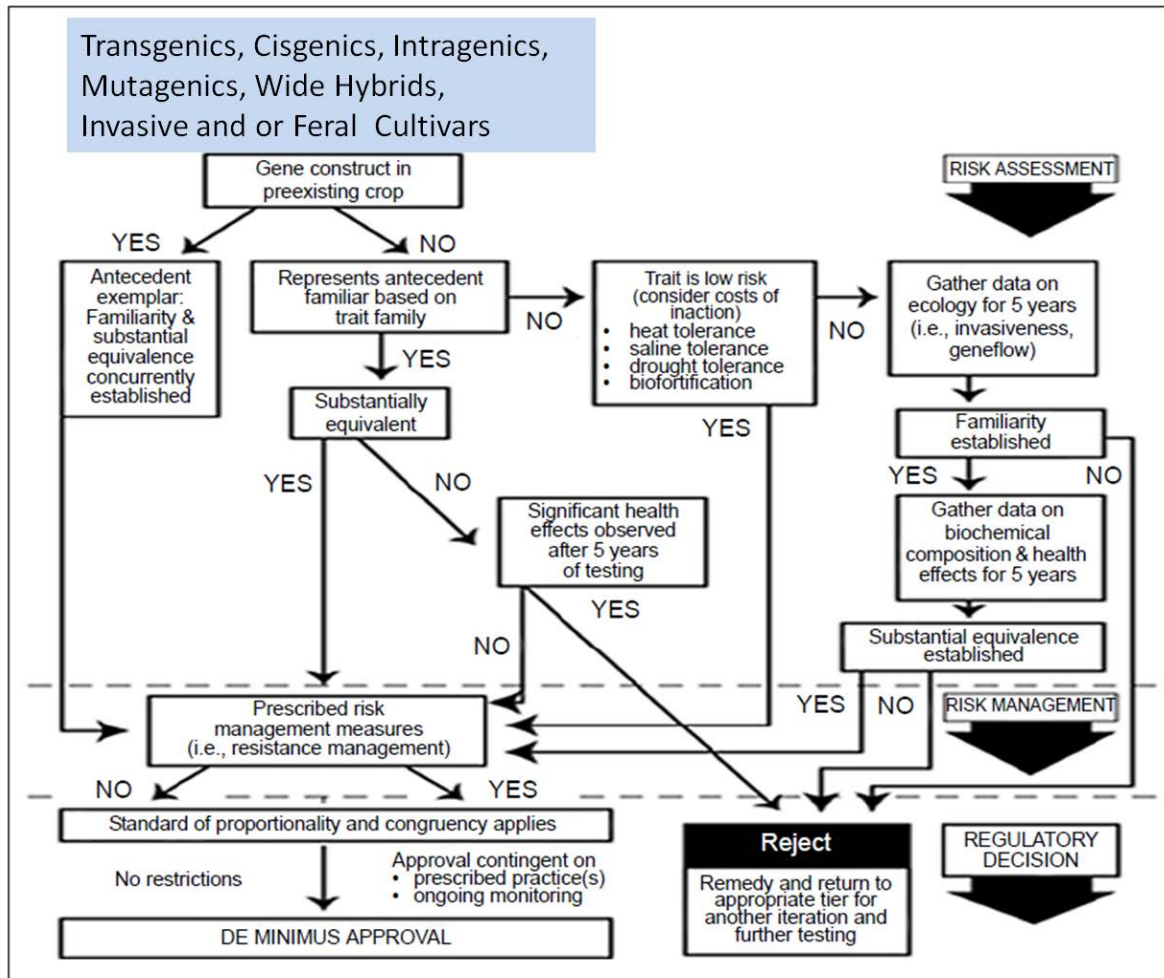 Transgenics, Cisgenics, Intragenics,
Mutagenics, Wide Hybrids,
Invasive and or Feral  Cultivars
Gene construct in
preexisting crop
RISK ASSESSMENT
YES
NO
Antecedent
exemplar:
Familiarity &
substantial
equivalence
concurrently
established
Represents antecedent
familiar based on
trait family
NO
YES
Trait is low risk
(consider costs of
inaction)
• heat tolerance
• saline tolerance
• drought tolerance
• biofortification
NO
YES
Gather data on
ecology for 5 years
(i.e., invasiveness,
geneflow)
Substantially
equivalent
YES
NO
Familiarity
established
YES
NO
Significant health
effects observed
after 5 years
of testing
YES
NO
Gather data on
biochemical
composition & health
effects for 5 years
Substantial equivalence
established
YES
NO
RISK MANAGEMENT
Prescribed risk
management measures
(i.e., resistance management)
NO
YES
Standard of proportionality and congruency applies
No restrictions
Approval contingent on
• prescribed practice(s)
• ongoing monitoring
DE MINIMUS APPROVAL
Reject
Remedy and return to
appropriate tier for
another iteration and
further testing
REGULATORY
DECISION